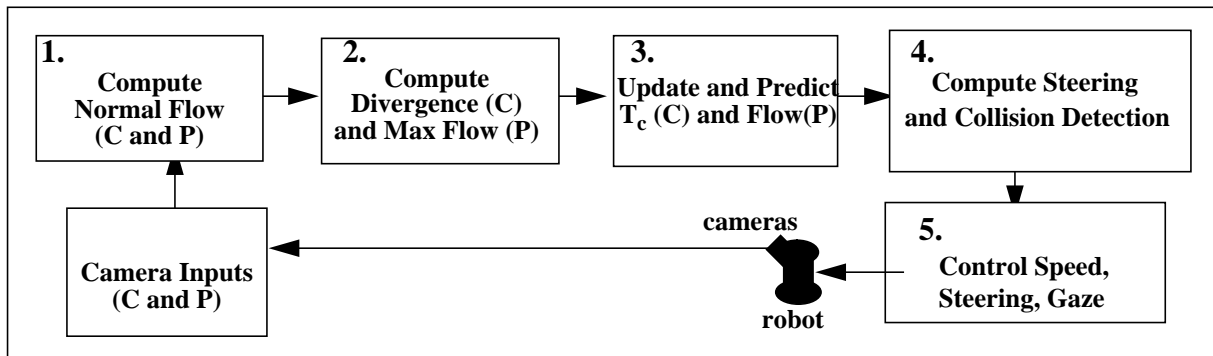 1.
Compute
Normal Flow
(C and P)
2.
Compute
Divergence (C)
and Max Flow (P)
3.
Update and Predict
Tc (C) and Flow(P)
4.
Compute Steering
and Collision Detection
5.
Control Speed,
Steering, Gaze
cameras
robot
Camera Inputs
(C and P)